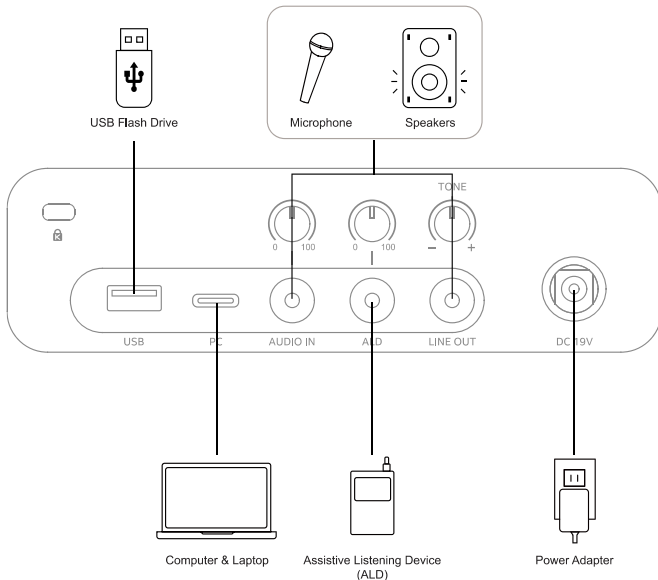 USB Flash Drive
Microphone
Speakers
TONE
0 100
0 100
− +
USB
PC
AUDIO IN
ALD
LINE OUT
DC 19V
Computer & Laptop
Assistive Listening Device
(ALD)
Power Adapter